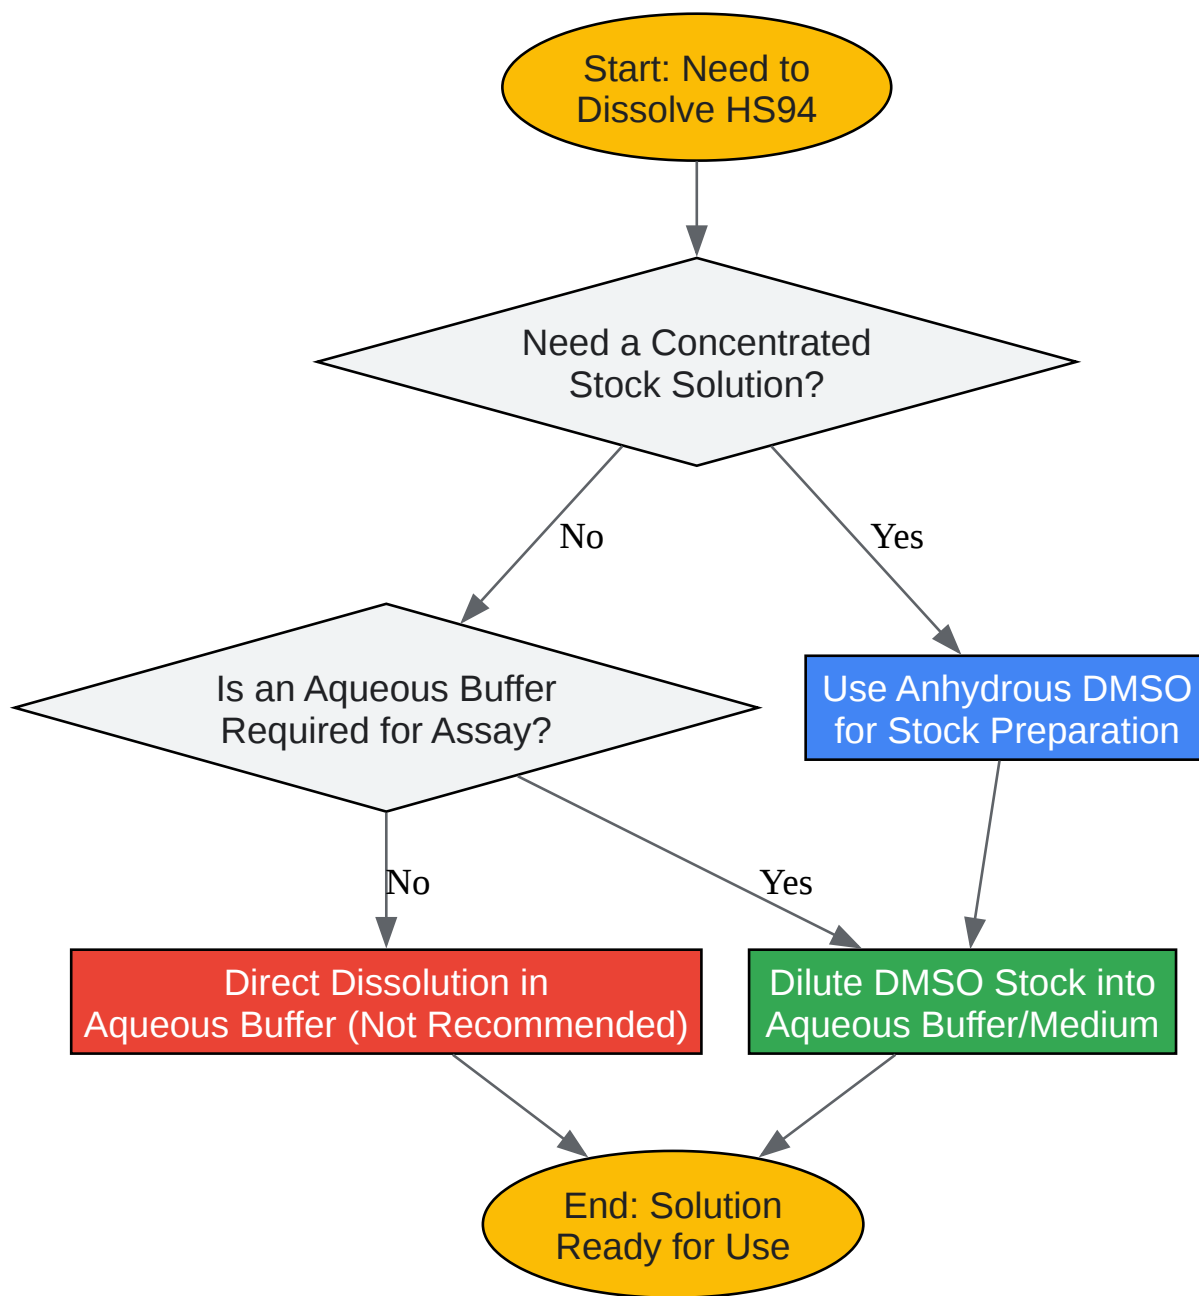 Start: Need to
Dissolve HS94
Need a Concentrated
Stock Solution?
No
Yes
Is an Aqueous Buffer
Required for Assay?
Use Anhydrous DMSO
for Stock Preparation
No
Yes
Direct Dissolution in
Aqueous Buffer (Not Recommended)
Dilute DMSO Stock into
Aqueous Buffer/Medium
End: Solution
Ready for Use